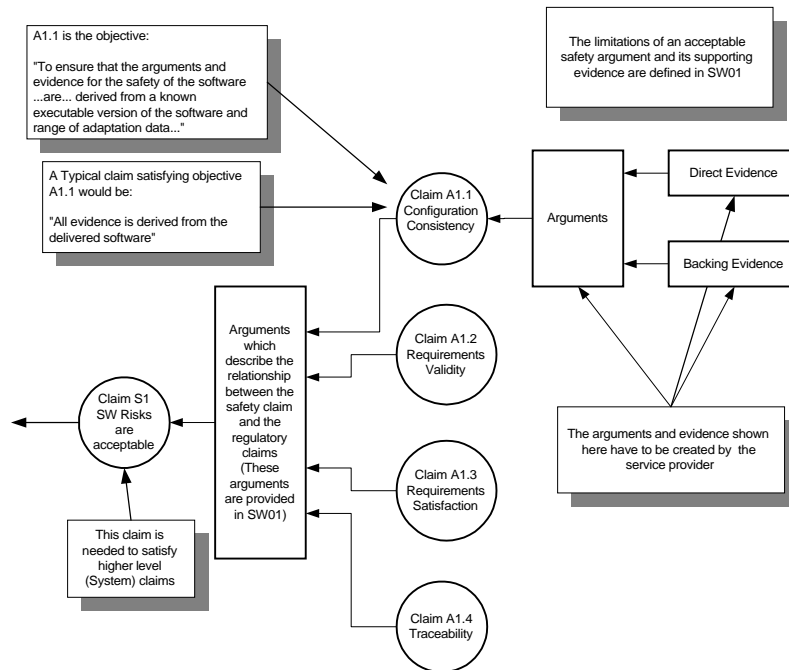 A1.1 is the objective:
"To ensure that the arguments and
evidence for the safety of the software
...are... derived from a known
executable version of the software and
range of adaptation data..."
The limitations of an acceptable
safety argument and its supporting
evidence are defined in SW01
A Typical claim satisfying objective
A1.1 would be:
"All evidence is derived from the
delivered software"
Claim A1.1
Configuration
Consistency
Arguments
Direct Evidence
Backing Evidence
Arguments
which
describe the
relationship
between the
safety claim
and the
regulatory
claims
(These
arguments
are provided
in SW01)
Claim A1.2
Requirements
Validity
Claim S1
SW Risks
are
acceptable
The arguments and evidence shown
here have to be created by the
service provider
Claim A1.3
Requirements
Satisfaction
This claim is
needed to satisfy
higher level
(System) claims
Claim A1.4
Traceability